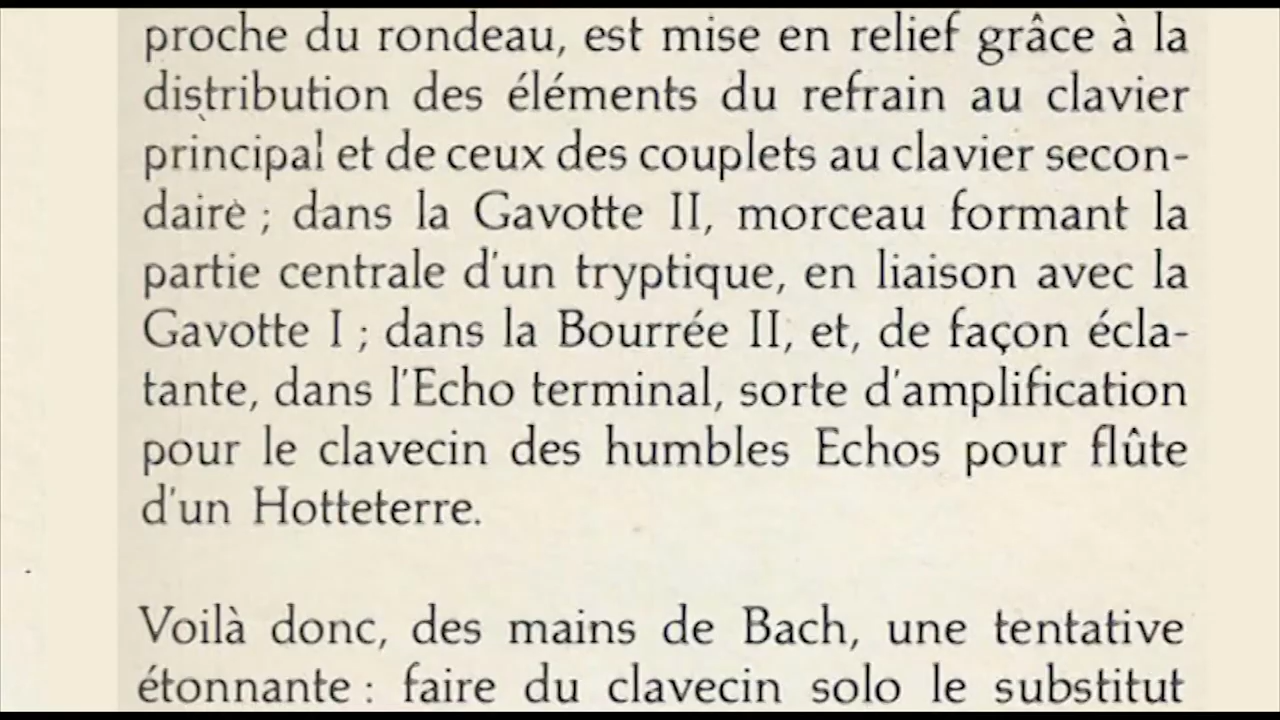 proche du rondeau, est mise en relief grâce à la
distribution des éléments du refrain au clavier
principal et de ceux des couplets au clavier secon-
daire ; dans la Gavotte II, morceau formant la
partie centrale d'un tryptique, en liaison avec la
Gavotte I ; dans la Bourrée II, et, de façon écla-
tante, dans l'Echo terminal, sorte d'amplification
pour le clavecin des humbles Echos pour flûte
d'un Hotteterre.
Voilà donc, des mains de Bach, une tentative
étonnante : faire du clavecin solo le substitut